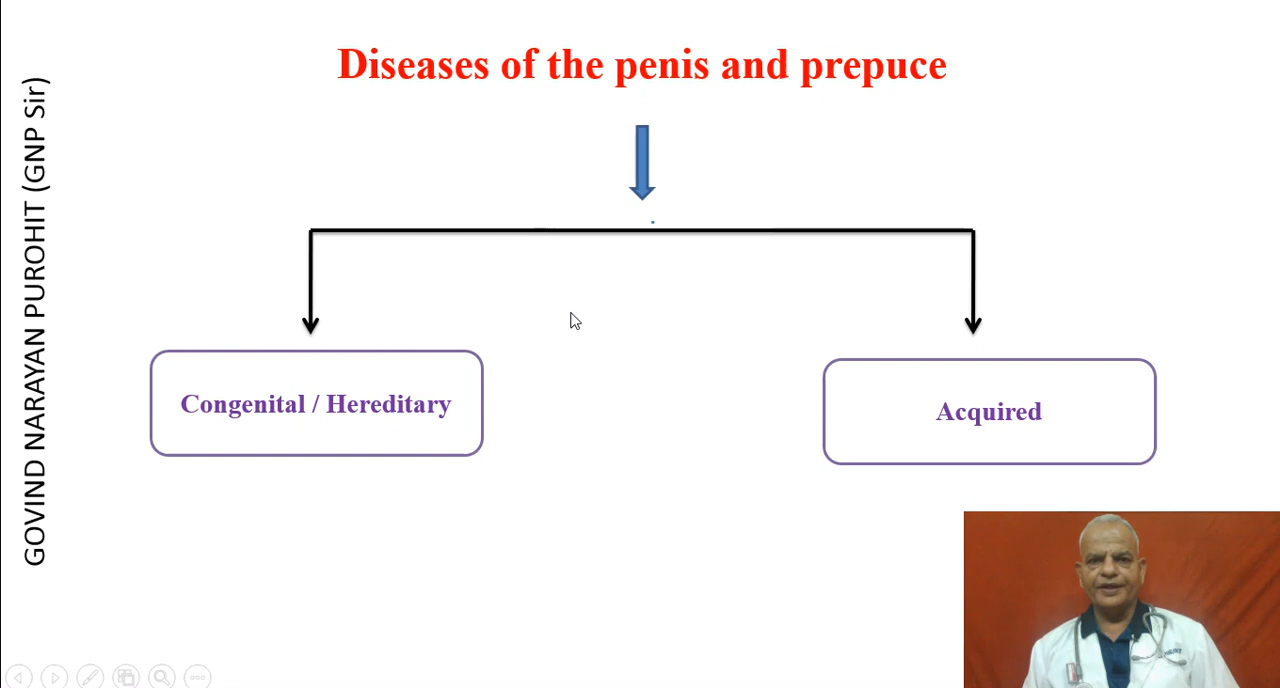 Diseases of the penis and prepuce
GOVIND NARAYAN PUROHIT (GNP Sir)
Congenital / Hereditary
Acquired